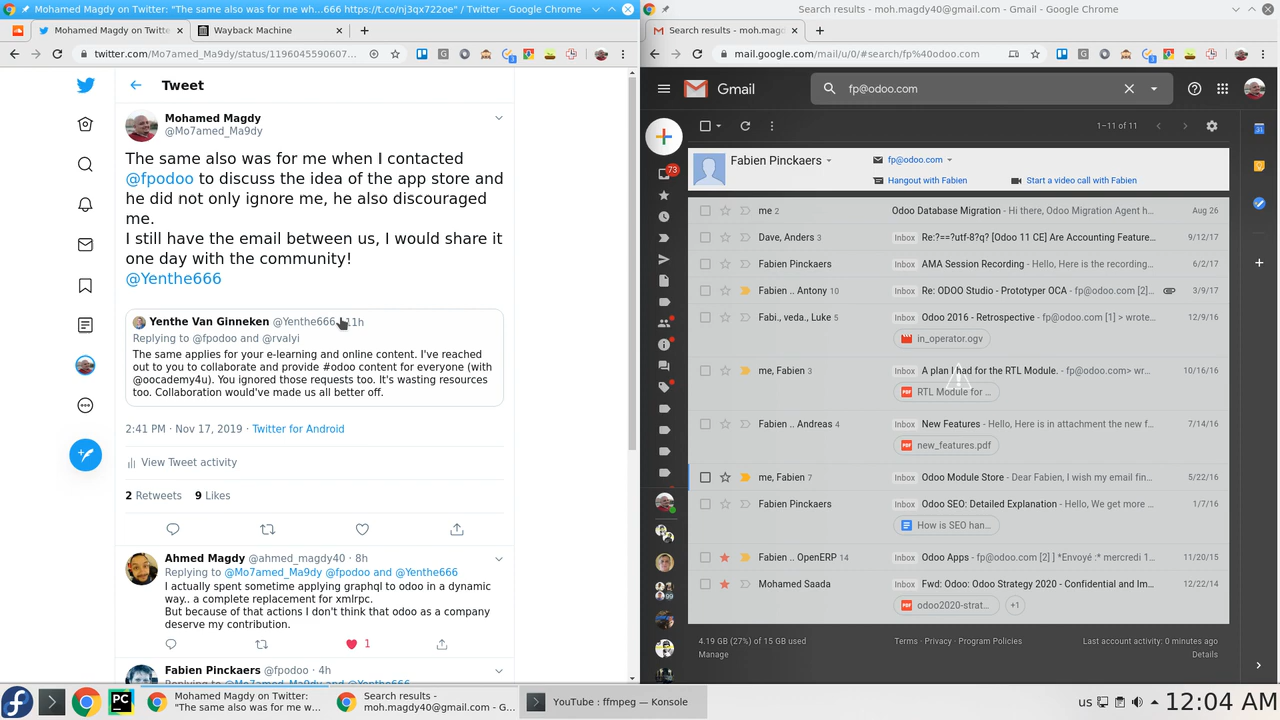 Mohamed Magdy on Twitter: "The same also was for me wh...666 https://t.co/nj3qx722oe" / Twitter - Google Chrome
Mohamed Magdy on Twitte
Wayback Machine
twitter.com/Mo7amed_Ma9dy/status/1196045590607...
Tweet
Mohamed Magdy
@Mo7amed_Ma9dy
The same also was for me when I contacted
@fpodoo to discuss the idea of the app store and
he did not only ignore me, he also discouraged
me.
I still have the email between us, I would share it
one day with the community!
@Yenthe666
Yenthe Van Ginneken @Yenthe666 11h
Replying to @fpodoo and @rvalyi
The same applies for your e-learning and online content. I've reached
out to you to collaborate and provide #odoo content for everyone (with
@oocademy4u). You ignored those requests too. It's wasting resources
too. Collaboration would've made us all better off.
2:41 PM · Nov 17, 2019 · Twitter for Android
View Tweet activity
2 Retweets 9 Likes
Ahmed Magdy @ahmed_magdy40 · 8h
Replying to @Mo7amed_Ma9dy @fpodoo and @Yenthe666
I actually spent sometime applying graphql to odoo in a dynamic
way.. a complete replacement for xmlrpc.
But because of that actions I don't think that odoo as a company
deserve my contribution.
1
Fabien Pinckaers @fpodoo · 4h
Replying to @Mo7amed_Ma9dy and @Yenthe666
Search results - moh.magdy40@gmail.com - Gmail - Google Chrome
Search results - moh.magd
mail.google.com/mail/u/0/#search/fp%40odoo.com
Gmail
fp@odoo.com
1–11 of 11
Fabien Pinckaers
fp@odoo.com
Hangout with Fabien
Start a video call with Fabien
73
me 2 Odoo Database Migration - Hi there, Odoo Migration Agent h... Aug 26
Dave, Anders 3 Inbox Re:?==?utf-8?q? [Odoo 11 CE] Are Accounting Feature... 9/12/17
Fabien Pinckaers Inbox AMA Session Recording - Hello, Here is the recording... 6/2/17
Fabien .. Antony 10 Inbox Re: ODOO Studio - Prototyper OCA - fp@odoo.com [2]... 3/9/17
Fabi., veda., Luke 5 Inbox Odoo 2016 - Retrospective - fp@odoo.com [1] > wrote... 12/9/16
in_operator.ogv
me, Fabien 3 Inbox A plan I had for the RTL Module. - fp@odoo.com> wr... 10/16/16
RTL Module for ...
Fabien .. Andreas 4 Inbox New Features - Hello, Here is in attachment the new f... 7/14/16
new_features.pdf
me, Fabien 7 Inbox Odoo Module Store - Dear Fabien, I wish my email fin... 5/22/16
Fabien Pinckaers Inbox Odoo SEO: Detailed Explanation - Hello, We get more ... 1/7/16
How is SEO han...
Fabien .. OpenERP 14 Inbox Odoo Apps - fp@odoo.com [2] ] *Envoyé :* mercredi 1... 11/20/15
Mohamed Saada Inbox Fwd: Odoo: Odoo Strategy 2020 - Confidential and Im... 12/22/14
PDF odoo2020-strat... +1
4.19 GB (27%) of 15 GB used
Manage
Terms · Privacy · Program Policies
Last account activity: 0 minutes ago
Details
Mohamed Magdy on Twitter:
"The same also was for me w...
Search results -
moh.magdy40@gmail.com - G...
YouTube : ffmpeg — Konsole
us
12:04 AM